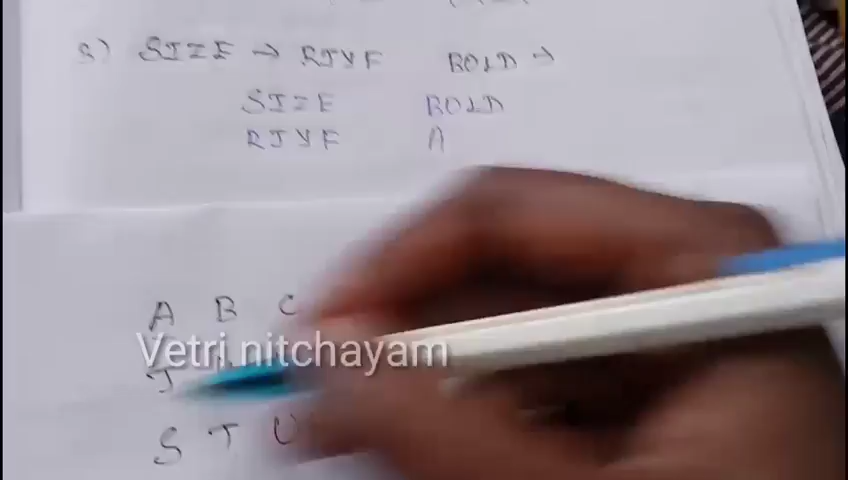 5) SIZE → RJYF BOLD →
SIZE BOLD
RJYF A
A B C
Vetri nitchayam
J
S T U